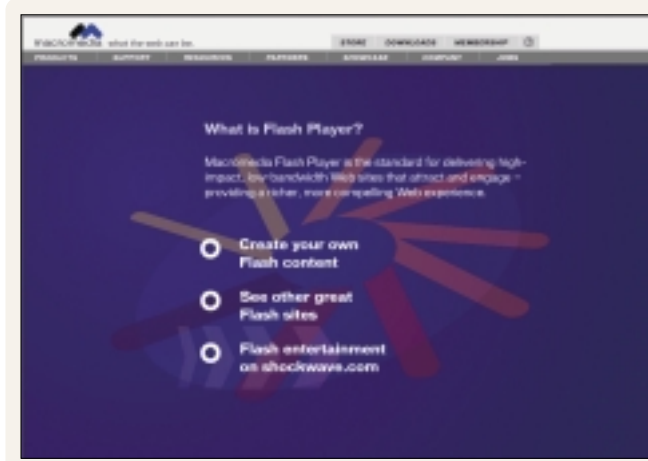 macromedia what the web can be.
STORE DOWNLOADS MEMBERSHIP
PRODUCTS SUPPORT RESOURCES PARTNERS SHOWCASE COMPANY JOBS
What is Flash Player?
Macromedia Flash Player is the standard for delivering high-
impact, low-bandwidth Web sites that attract and engage –
providing a richer, more compelling Web experience.
Create your own
Flash content
See other great
Flash sites
Flash entertainment
on shockwave.com